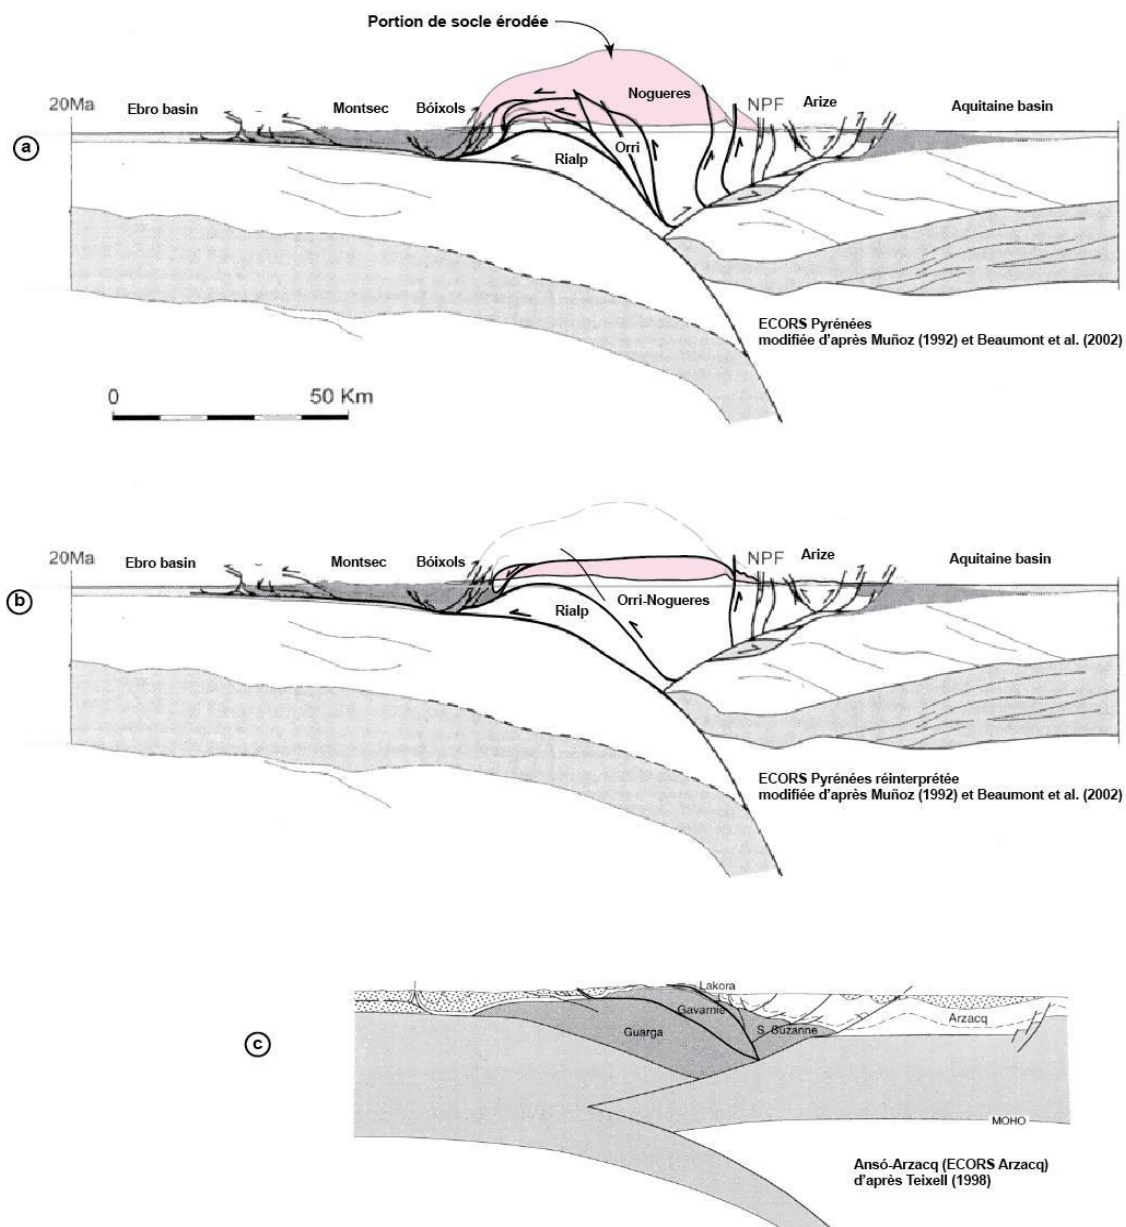 Portion de socle érodée
20Ma
Ebro basin
Montsec
Bóixols
Nogueres
NPF
Arize
Aquitaine basin
a
Rialp
Orri
ECORS Pyrénées
modifiée d'après Muñoz (1992) et Beaumont et al. (2002)
0
50 Km
20Ma
Ebro basin
Montsec
Bóixols
NPF
Arize
Aquitaine basin
b
Rialp
Orri-Nogueres
ECORS Pyrénées réinterprétée
modifiée d'après Muñoz (1992) et Beaumont et al. (2002)
Lakora
Gavarnie
Guarga
S. Suzanne
Arzacq
c
MOHO
Ansó-Arzacq (ECORS Arzacq)
d'après Teixell (1998)